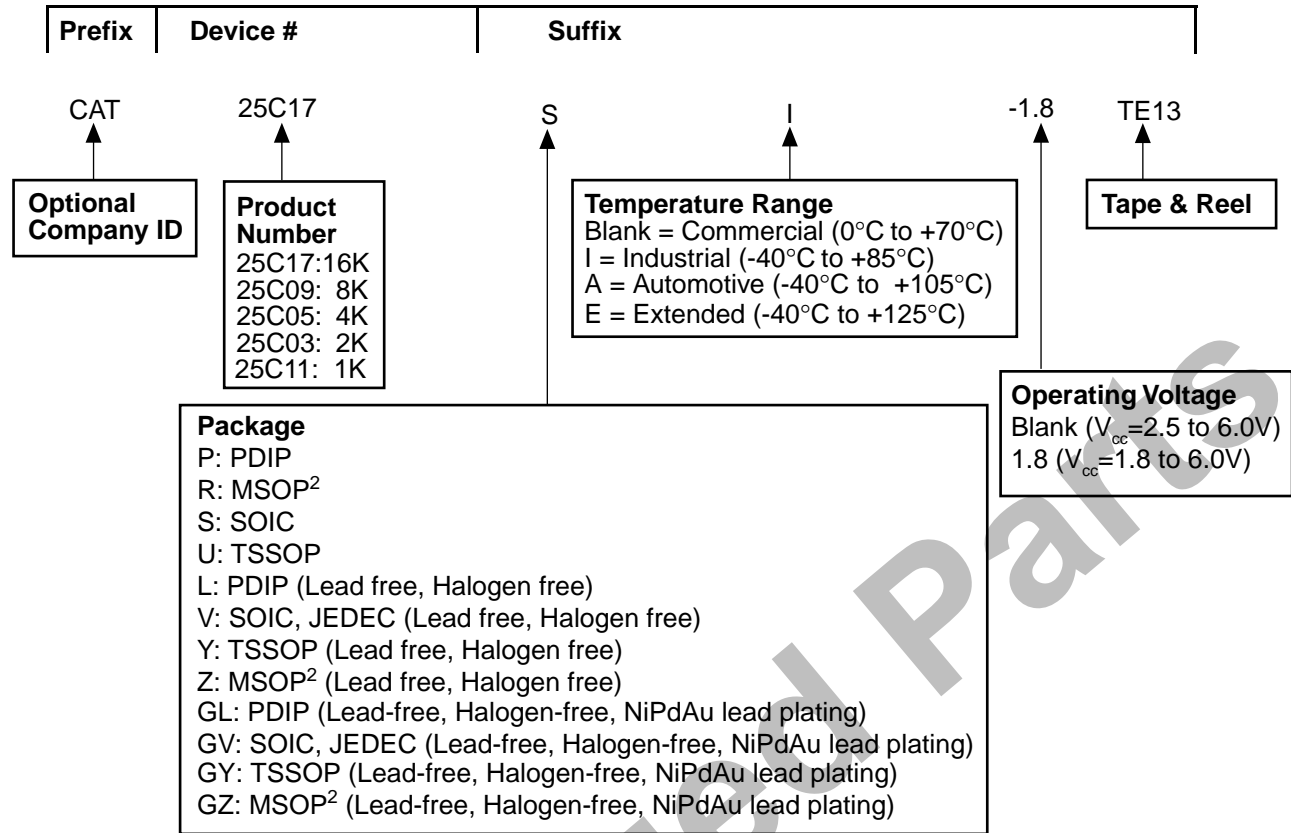 Prefix Device # Suffix
CAT 25C17 S I -1.8 TE13
Optional
Company ID
Product
Number
25C17:16K
25C09: 8K
25C05: 4K
25C03: 2K
25C11: 1K
Temperature Range
Blank = Commercial (0°C to +70°C)
I = Industrial (-40°C to +85°C)
A = Automotive (-40°C to +105°C)
E = Extended (-40°C to +125°C)
Tape & Reel
Operating Voltage
Blank (Vcc=2.5 to 6.0V)
1.8 (Vcc=1.8 to 6.0V)
Package
P: PDIP
R: MSOP²
S: SOIC
U: TSSOP
L: PDIP (Lead free, Halogen free)
V: SOIC, JEDEC (Lead free, Halogen free)
Y: TSSOP (Lead free, Halogen free)
Z: MSOP² (Lead free, Halogen free)
GL: PDIP (Lead-free, Halogen-free, NiPdAu lead plating)
GV: SOIC, JEDEC (Lead-free, Halogen-free, NiPdAu lead plating)
GY: TSSOP (Lead-free, Halogen-free, NiPdAu lead plating)
GZ: MSOP² (Lead-free, Halogen-free, NiPdAu lead plating)
Parts